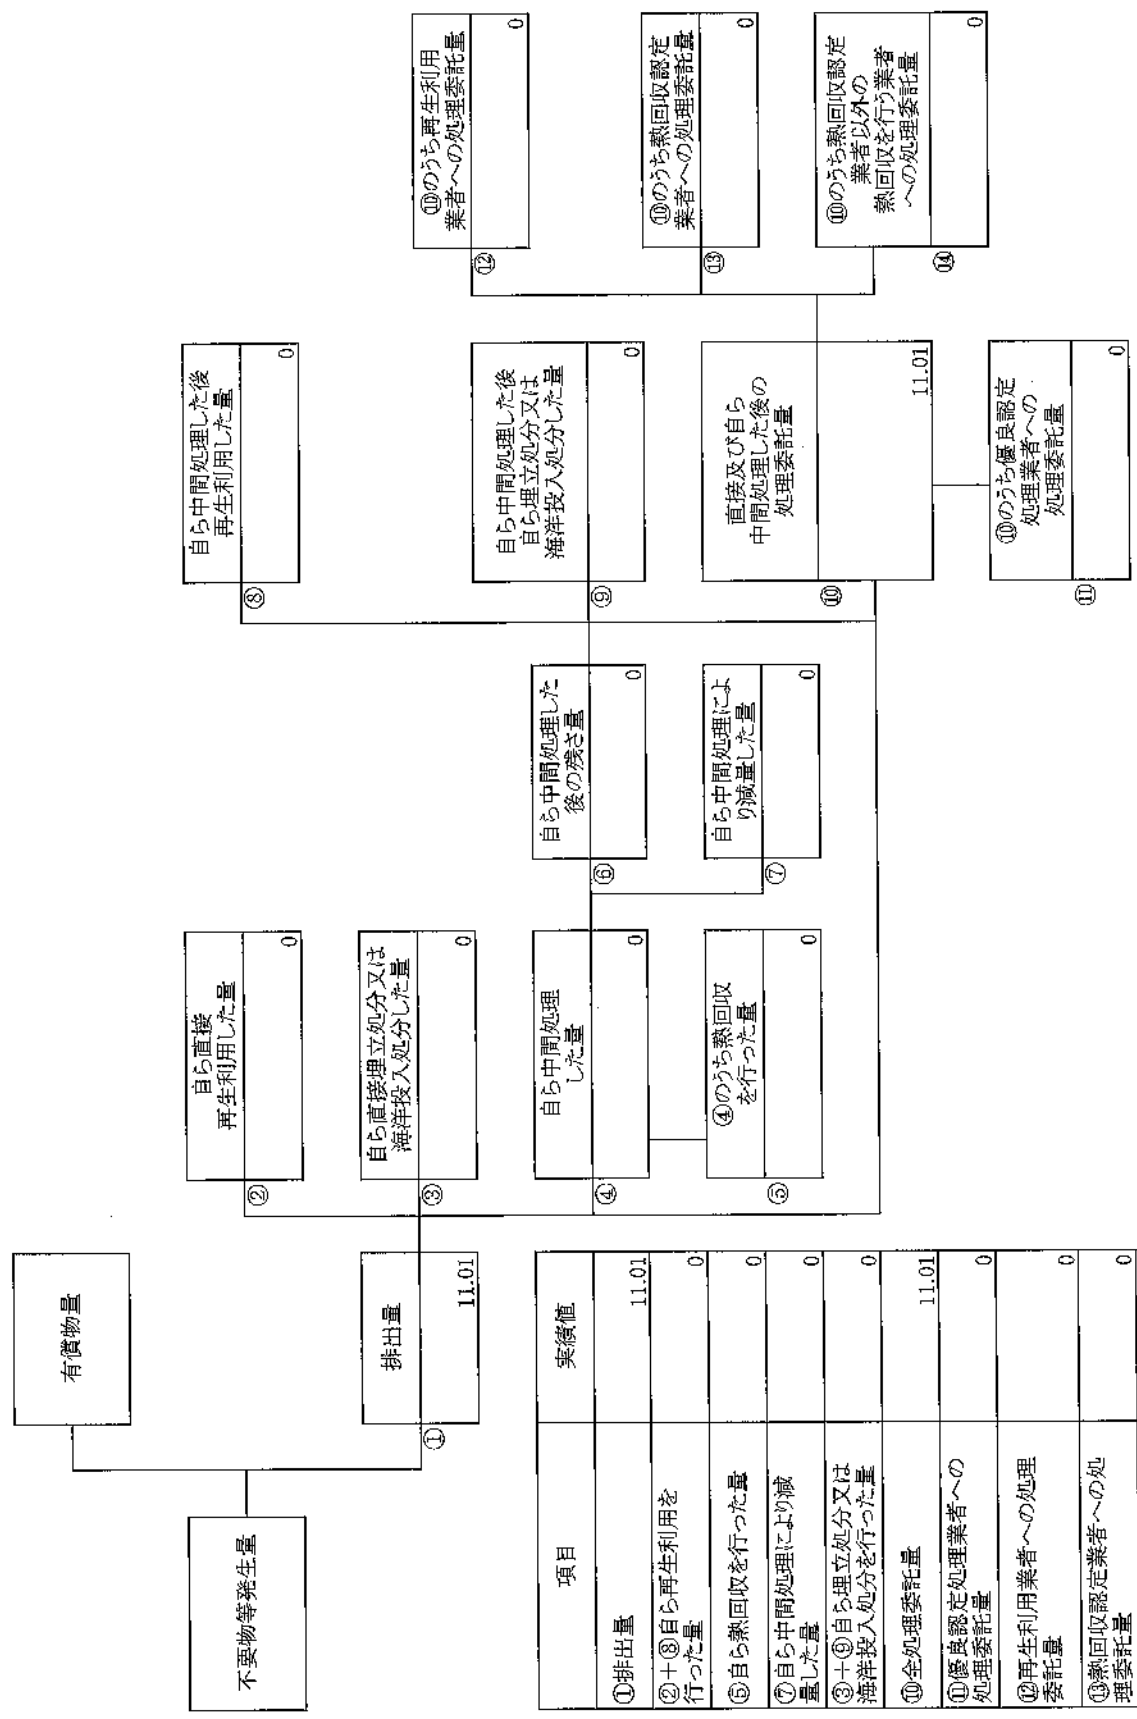 不要物等発生量
有償物量
①
排出量
11.01
②
自ら直接
再生利用した量
0
③
自ら直接埋立処分又は
海洋投入処分した量
0
④
自ら中間処理
した量
0
⑤
④のうち熱回収
を行った量
0
⑥
自ら中間処理した
後の残さ量
0
⑦
自ら中間処理によ
り減量した量
0
⑧
自ら中間処理した後
再生利用した量
0
⑨
自ら中間処理した後
自ら埋立処分又は
海洋投入処分した量
0
⑩
直接及び自ら
中間処理した後の
処理委託量
11.01
⑪
⑩のうち優良認定
処理業者への
処理委託量
0
⑫
⑩のうち再生利用
業者への処理委託量
0
⑬
⑩のうち熱回収認定
業者への処理委託量
0
⑭
⑩のうち熱回収認定
業者以外の
熱回収を行う業者
への処理委託量
0
項目 実績値
①排出量 11.01
②+⑧自ら再生利用を
行った量 0
⑤自ら熱回収を行った量 0
⑦自ら中間処理により減
量した量 0
③+⑨自ら埋立処分又は
海洋投入処分を行った量 0
⑩全処理委託量 11.01
⑪優良認定処理業者への
処理委託量 0
⑫再生利用業者への処理
委託量 0
⑬熱回収認定業者への処
理委託量 0